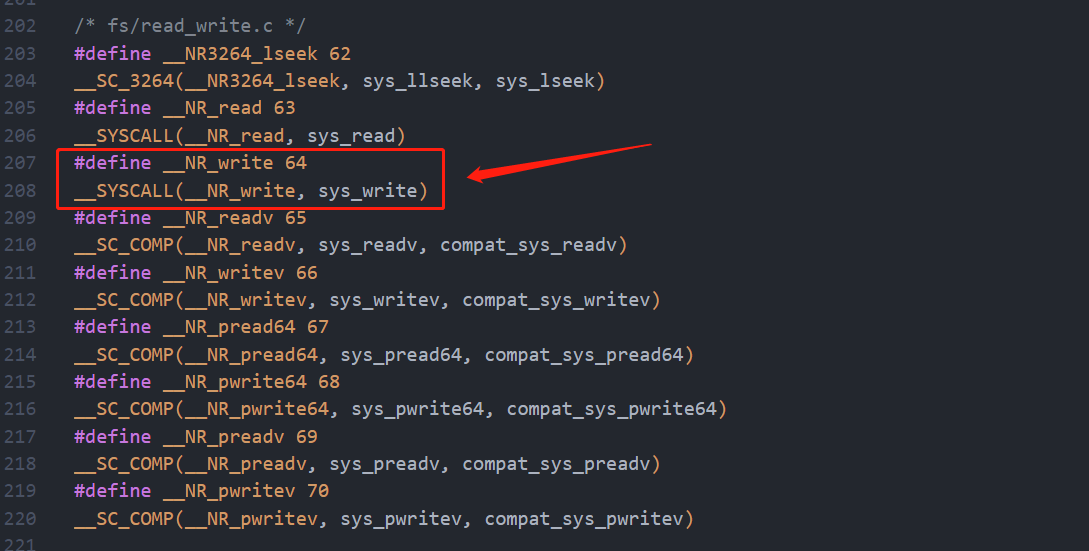 201
202 /* fs/read_write.c */
203 #define __NR3264_lseek 62
204 __SC_3264(__NR3264_lseek, sys_llseek, sys_lseek)
205 #define __NR_read 63
206 __SYSCALL(__NR_read, sys_read)
207 #define __NR_write 64
208 __SYSCALL(__NR_write, sys_write)
209 #define __NR_readv 65
210 __SC_COMP(__NR_readv, sys_readv, compat_sys_readv)
211 #define __NR_writev 66
212 __SC_COMP(__NR_writev, sys_writev, compat_sys_writev)
213 #define __NR_pread64 67
214 __SC_COMP(__NR_pread64, sys_pread64, compat_sys_pread64)
215 #define __NR_pwrite64 68
216 __SC_COMP(__NR_pwrite64, sys_pwrite64, compat_sys_pwrite64)
217 #define __NR_preadv 69
218 __SC_COMP(__NR_preadv, sys_preadv, compat_sys_preadv)
219 #define __NR_pwritev 70
220 __SC_COMP(__NR_pwritev, sys_pwritev, compat_sys_pwritev)
221